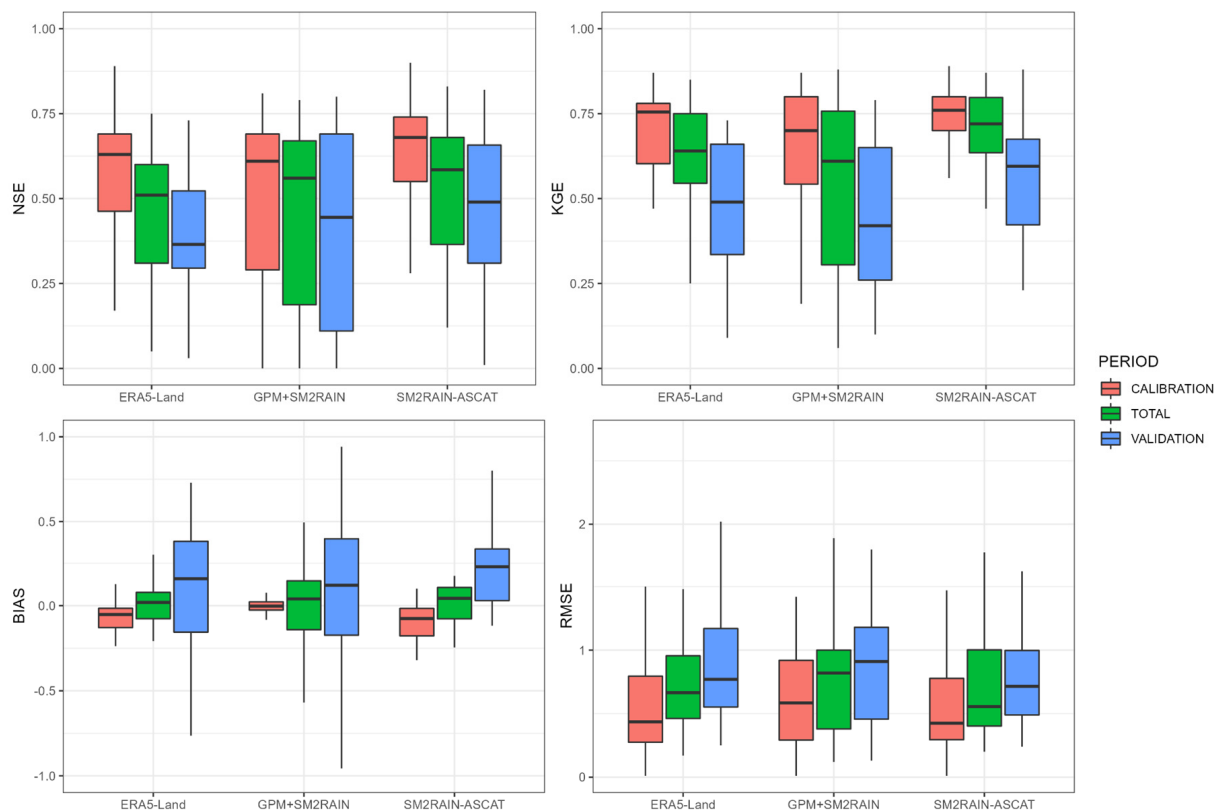 1.00
0.75
0.50
0.25
0.00
NSE
ERA5-Land GPM+SM2RAIN SM2RAIN-ASCAT
1.00
0.75
0.50
0.25
0.00
KGE
ERA5-Land GPM+SM2RAIN SM2RAIN-ASCAT
PERIOD
CALIBRATION
TOTAL
VALIDATION
1.0
0.5
0.0
-0.5
-1.0
BIAS
ERA5-Land GPM+SM2RAIN SM2RAIN-ASCAT
2
1
0
RMSE
ERA5-Land GPM+SM2RAIN SM2RAIN-ASCAT